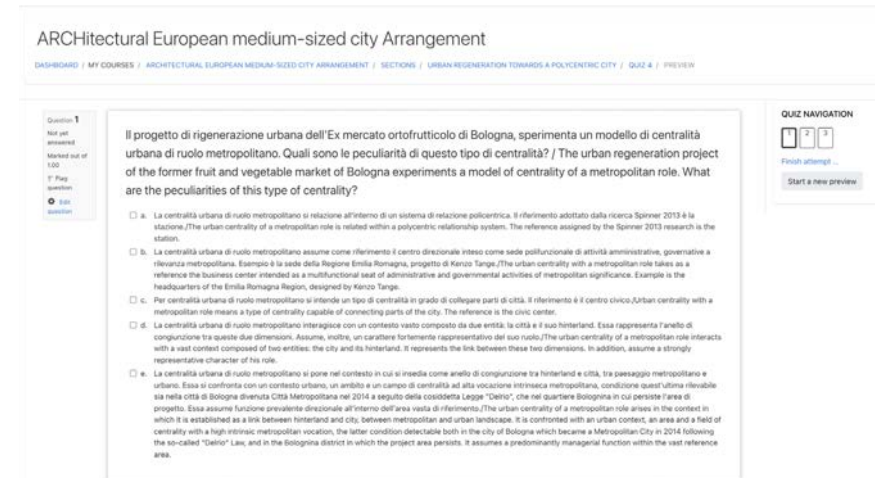 ARCHitectural European medium-sized city Arrangement
DASHBOARD / MY COURSES / ARCHITECTURAL EUROPEAN MEDIUM-SIZED CITY ARRANGEMENT / SECTIONS / URBAN REGENERATION TOWARDS A POLYCENTRIC CITY / QUIZ 4 / PREVIEW
Question 1
Not yet
answered
Marked out of
1.00
Flag
question
Edit
question
Il progetto di rigenerazione urbana dell'Ex mercato ortofrutticolo di Bologna, sperimenta un modello di centralità
urbana di ruolo metropolitano. Quali sono le peculiarità di questo tipo di centralità? / The urban regeneration project
of the former fruit and vegetable market of Bologna experiments a model of centrality of a metropolitan role. What
are the peculiarities of this type of centrality?
a. La centralità urbana di ruolo metropolitano si relazione all'interno di un sistema di relazione policentrica. Il riferimento adottato dalla ricerca Spinner 2013 è la
stazione./The urban centrality of a metropolitan role is related within a polycentric relationship system. The reference assigned by the Spinner 2013 research is the
station.
b. La centralità urbana di ruolo metropolitano assume come riferimento il centro direzionale inteso come sede polifunzionale di attività amministrative, governative a
rilevanza metropolitana. Esempio è la sede della Regione Emilia Romagna, progetto di Kenzo Tange./The urban centrality with a metropolitan role takes as a
reference the business center intended as a multifunctional seat of administrative and governmental activities of metropolitan significance. Example is the
headquarters of the Emilia Romagna Region, designed by Kenzo Tange.
c. Per centralità urbana di ruolo metropolitano si intende un tipo di centralità in grado di collegare parti di città. Il riferimento è il centro civico./Urban centrality with a
metropolitan role means a type of centrality capable of connecting parts of the city. The reference is the civic center.
d. La centralità urbana di ruolo metropolitano interagisce con un contesto vasto composto da due entità: la città e il suo hinterland. Essa rappresenta l'anello di
congiunzione tra queste due dimensioni. Assume, inoltre, un carattere fortemente rappresentativo del suo ruolo./The urban centrality of a metropolitan role interacts
with a vast context composed of two entities: the city and its hinterland. It represents the link between these two dimensions. In addition, assume a strongly
representative character of his role.
e. La centralità urbana di ruolo metropolitano si pone nel contesto in cui si insedia come anello di congiunzione tra hinterland e città, tra paesaggio metropolitano e
urbano. Essa si confronta con un contesto urbano, un ambito e un campo di centralità ad alta vocazione intrinseca metropolitana, condizione quest'ultima rilevabile
sia nella città di Bologna divenuta Città Metropolitana nel 2014 a seguito della cosiddetta Legge "Delrio", che nel quartiere Bolognina in cui persiste l'area di
progetto. Essa assume funzione prevalente direzionale all'interno dell'area vasta di riferimento./The urban centrality of a metropolitan role arises in the context in
which it is established as a link between hinterland and city, between metropolitan and urban landscape. It is confronted with an urban context, an area and a field of
centrality with a high intrinsic metropolitan vocation, the latter condition detectable both in the city of Bologna which became a Metropolitan City in 2014 following
the so-called "Delrio" Law, and in the Bolognina district in which the project area persists. It assumes a predominantly managerial function within the vast reference
area.
QUIZ NAVIGATION
1 2 3
Finish attempt ...
Start a new preview